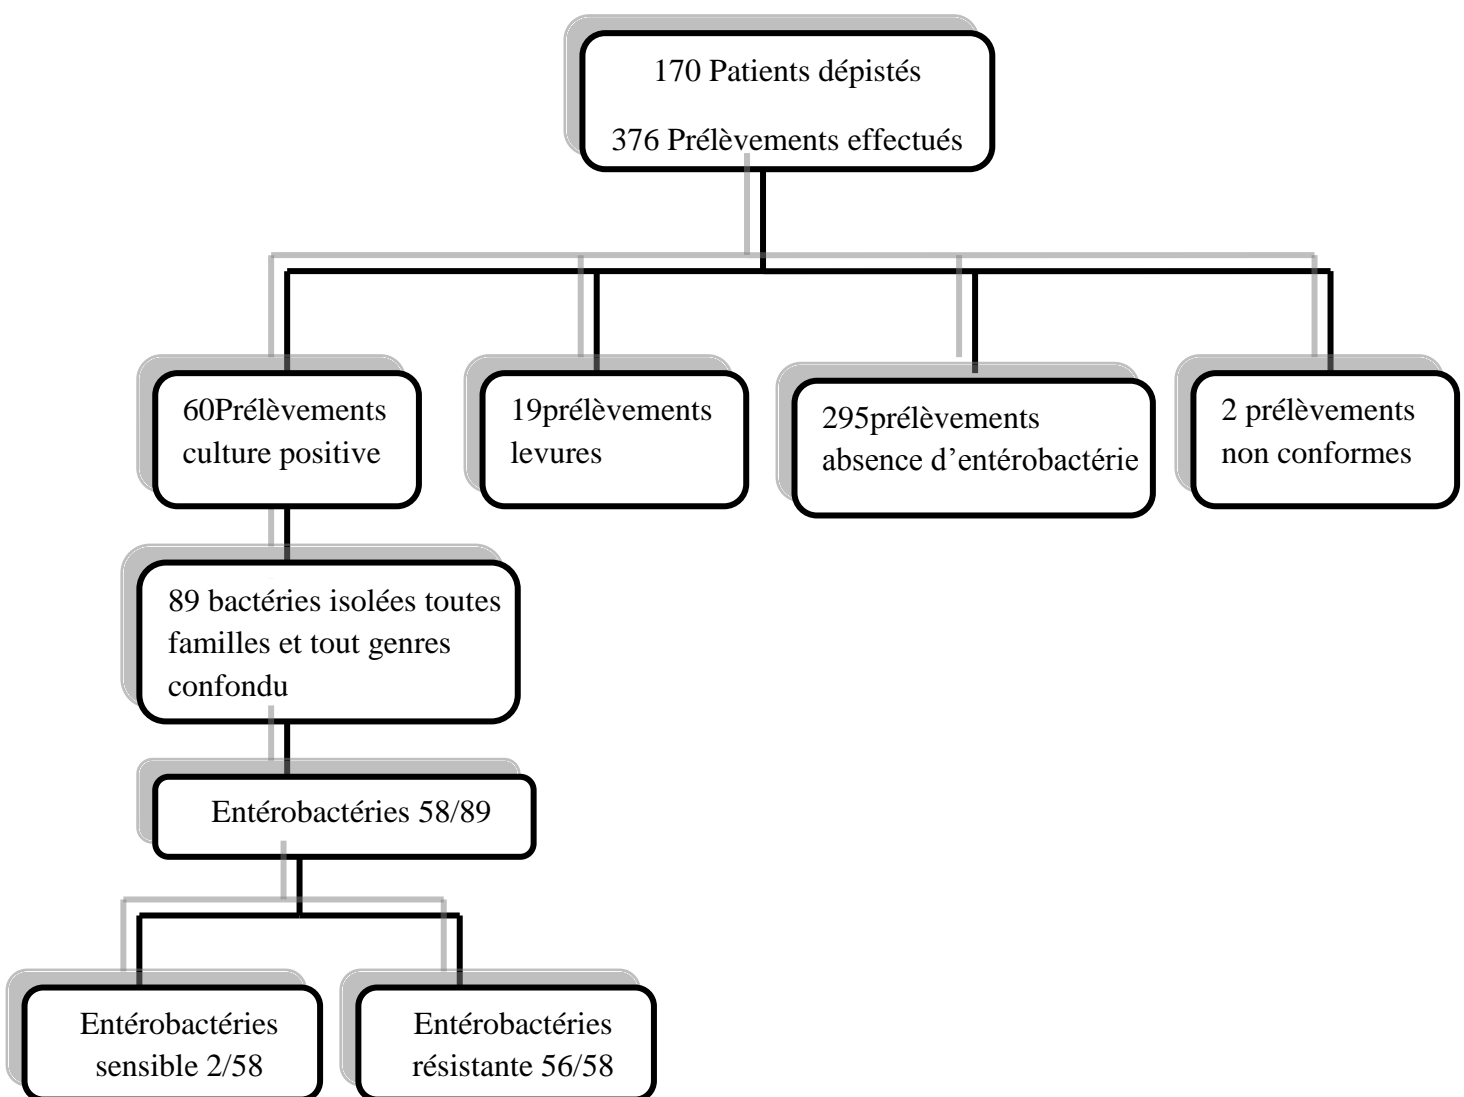 170 Patients dépistés
376 Prélèvements effectués
60Prélèvements
culture positive
19prélèvements
levures
295prélèvements
absence d’entérobactérie
2 prélèvements
non conformes
89 bactéries isolées toutes
familles et tout genres
confondu
Entérobactéries 58/89
Entérobactéries
sensible 2/58
Entérobactéries
résistante 56/58